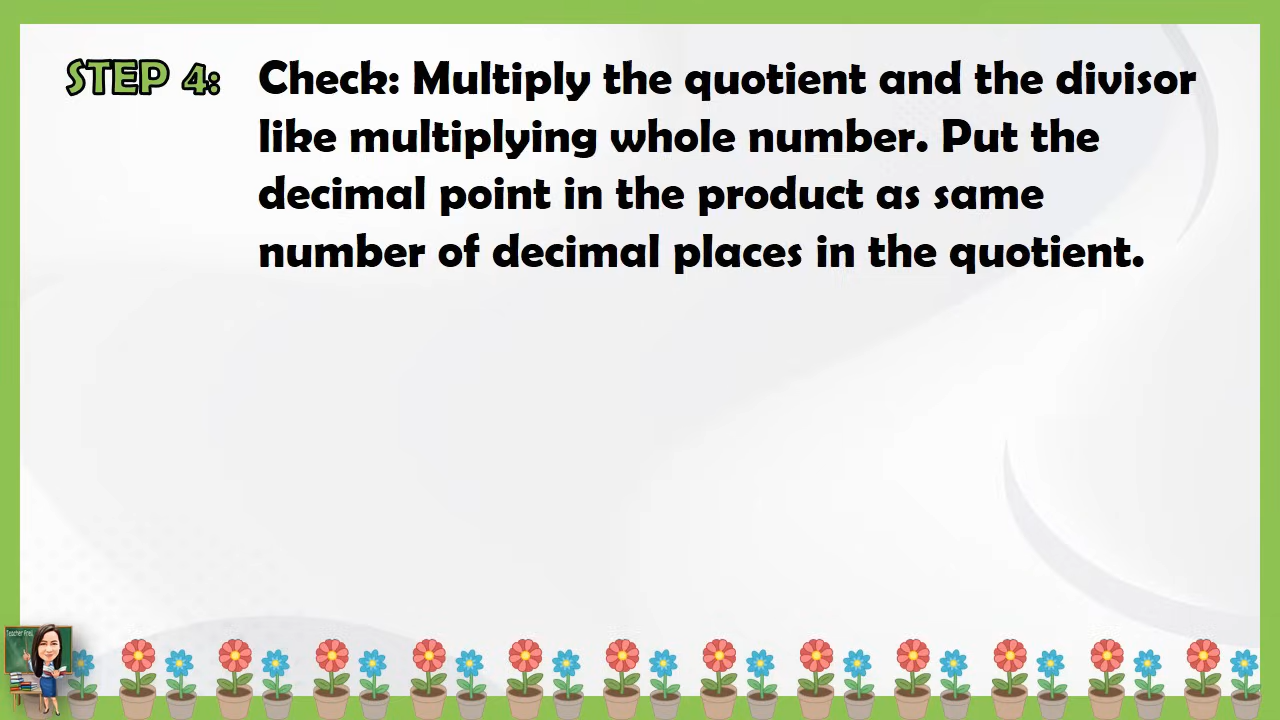 STEP 4: Check: Multiply the quotient and the divisor
like multiplying whole number. Put the
decimal point in the product as same
number of decimal places in the quotient.